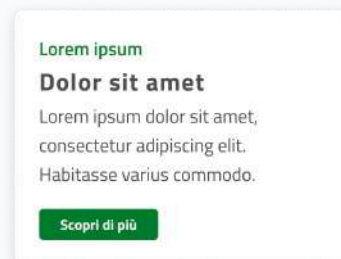 Lorem ipsum
Dolor sit amet
Lorem ipsum dolor sit amet,
consectetur adipiscing elit.
Habitasse varius commodo.
Scopri di più